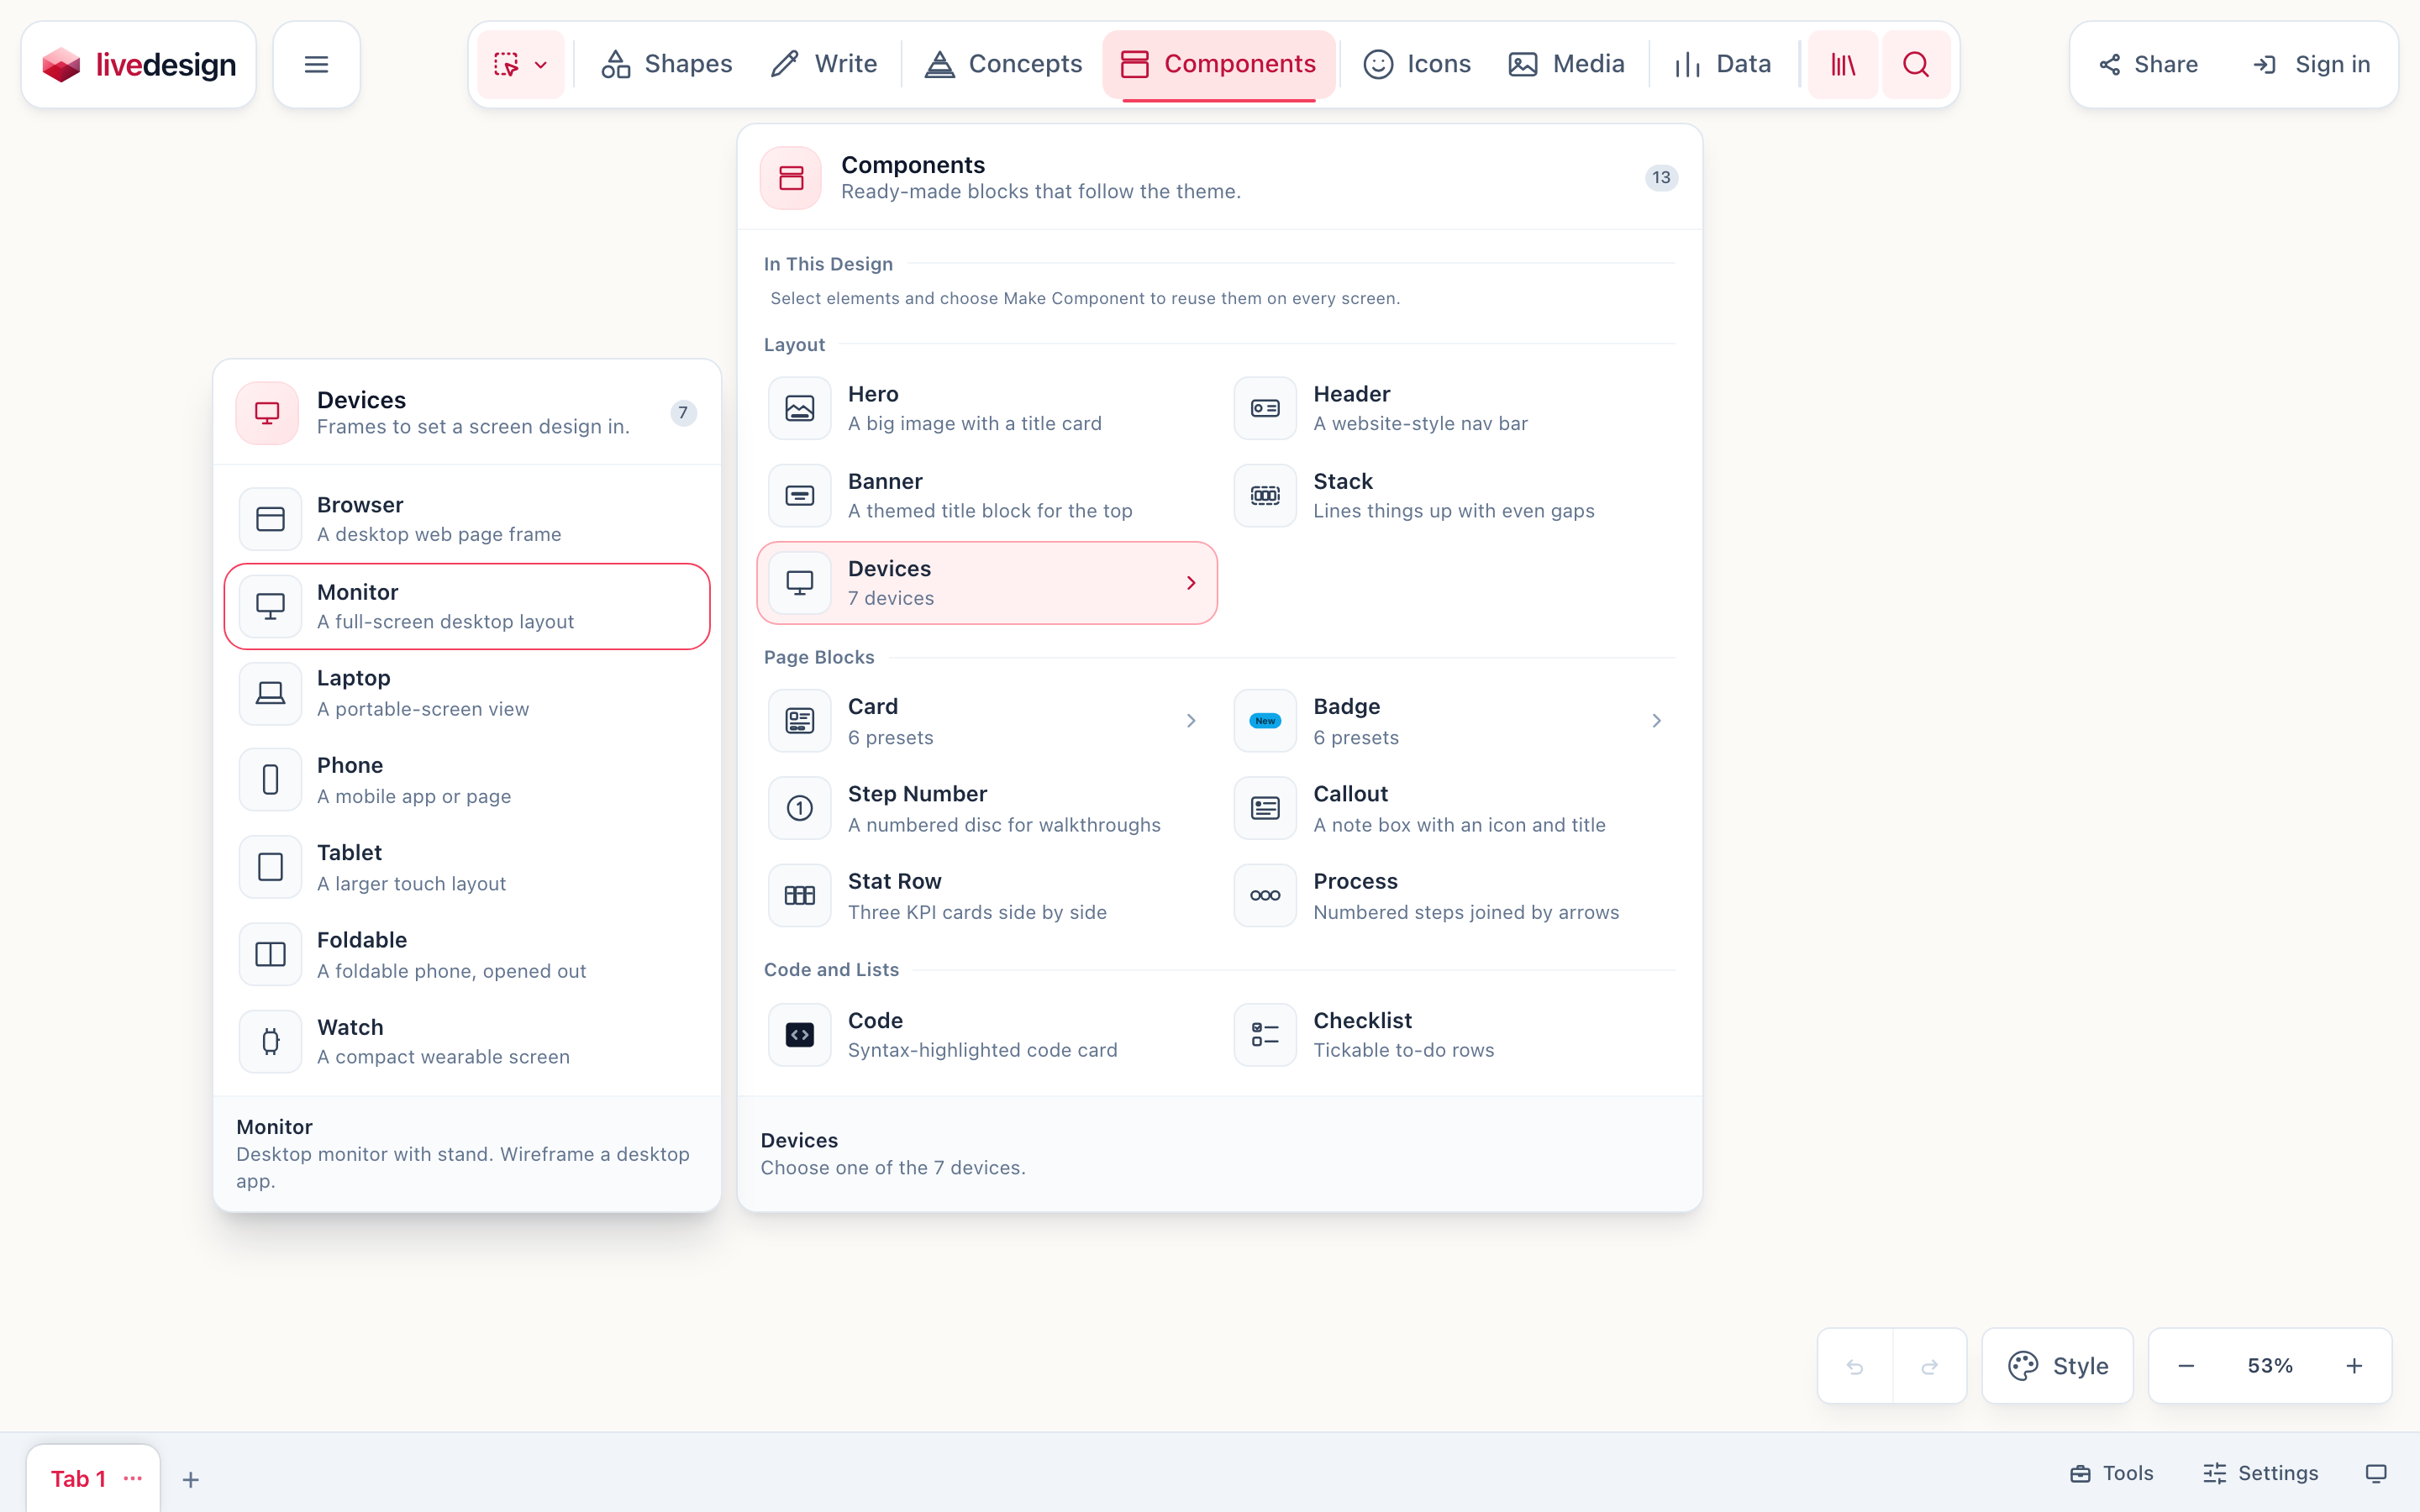 livedesign
Shapes
Write
Concepts
Components
Icons
Media
Data
Share
Sign in
Components
Ready-made blocks that follow the theme.
13
In This Design
Select elements and choose Make Component to reuse them on every screen.
Layout
Hero
A big image with a title card
Header
A website-style nav bar
Banner
A themed title block for the top
Stack
Lines things up with even gaps
Devices
7 devices
Page Blocks
Card
6 presets
New
Badge
6 presets
1
Step Number
A numbered disc for walkthroughs
Callout
A note box with an icon and title
Stat Row
Three KPI cards side by side
Process
Numbered steps joined by arrows
Code and Lists
Code
Syntax-highlighted code card
Checklist
Tickable to-do rows
Devices
Choose one of the 7 devices.
Devices
Frames to set a screen design in.
7
Browser
A desktop web page frame
Monitor
A full-screen desktop layout
Laptop
A portable-screen view
Phone
A mobile app or page
Tablet
A larger touch layout
Foldable
A foldable phone, opened out
Watch
A compact wearable screen
Monitor
Desktop monitor with stand. Wireframe a desktop
app.
Style
53%
Tab 1
Tools
Settings